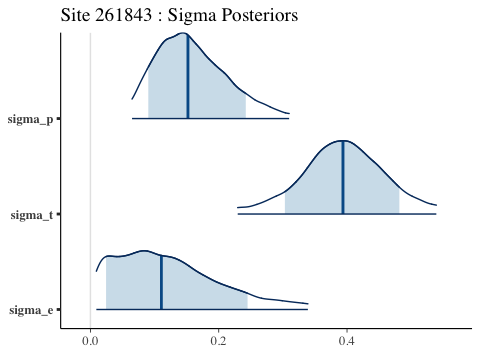 Site 261843 : Sigma Posteriors
sigma_p
sigma_t
sigma_e
0.0 0.2 0.4